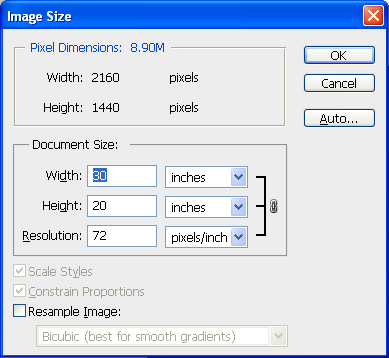 Image Size
Pixel Dimensions: 8.90M
OK
Width: 2160 pixels
Cancel
Height: 1440 pixels
Auto...
Document Size:
Width: 30 inches
Height: 20 inches
Resolution: 72 pixels/inch
Scale Styles
Constrain Proportions
Resample Image:
Bicubic (best for smooth gradients)